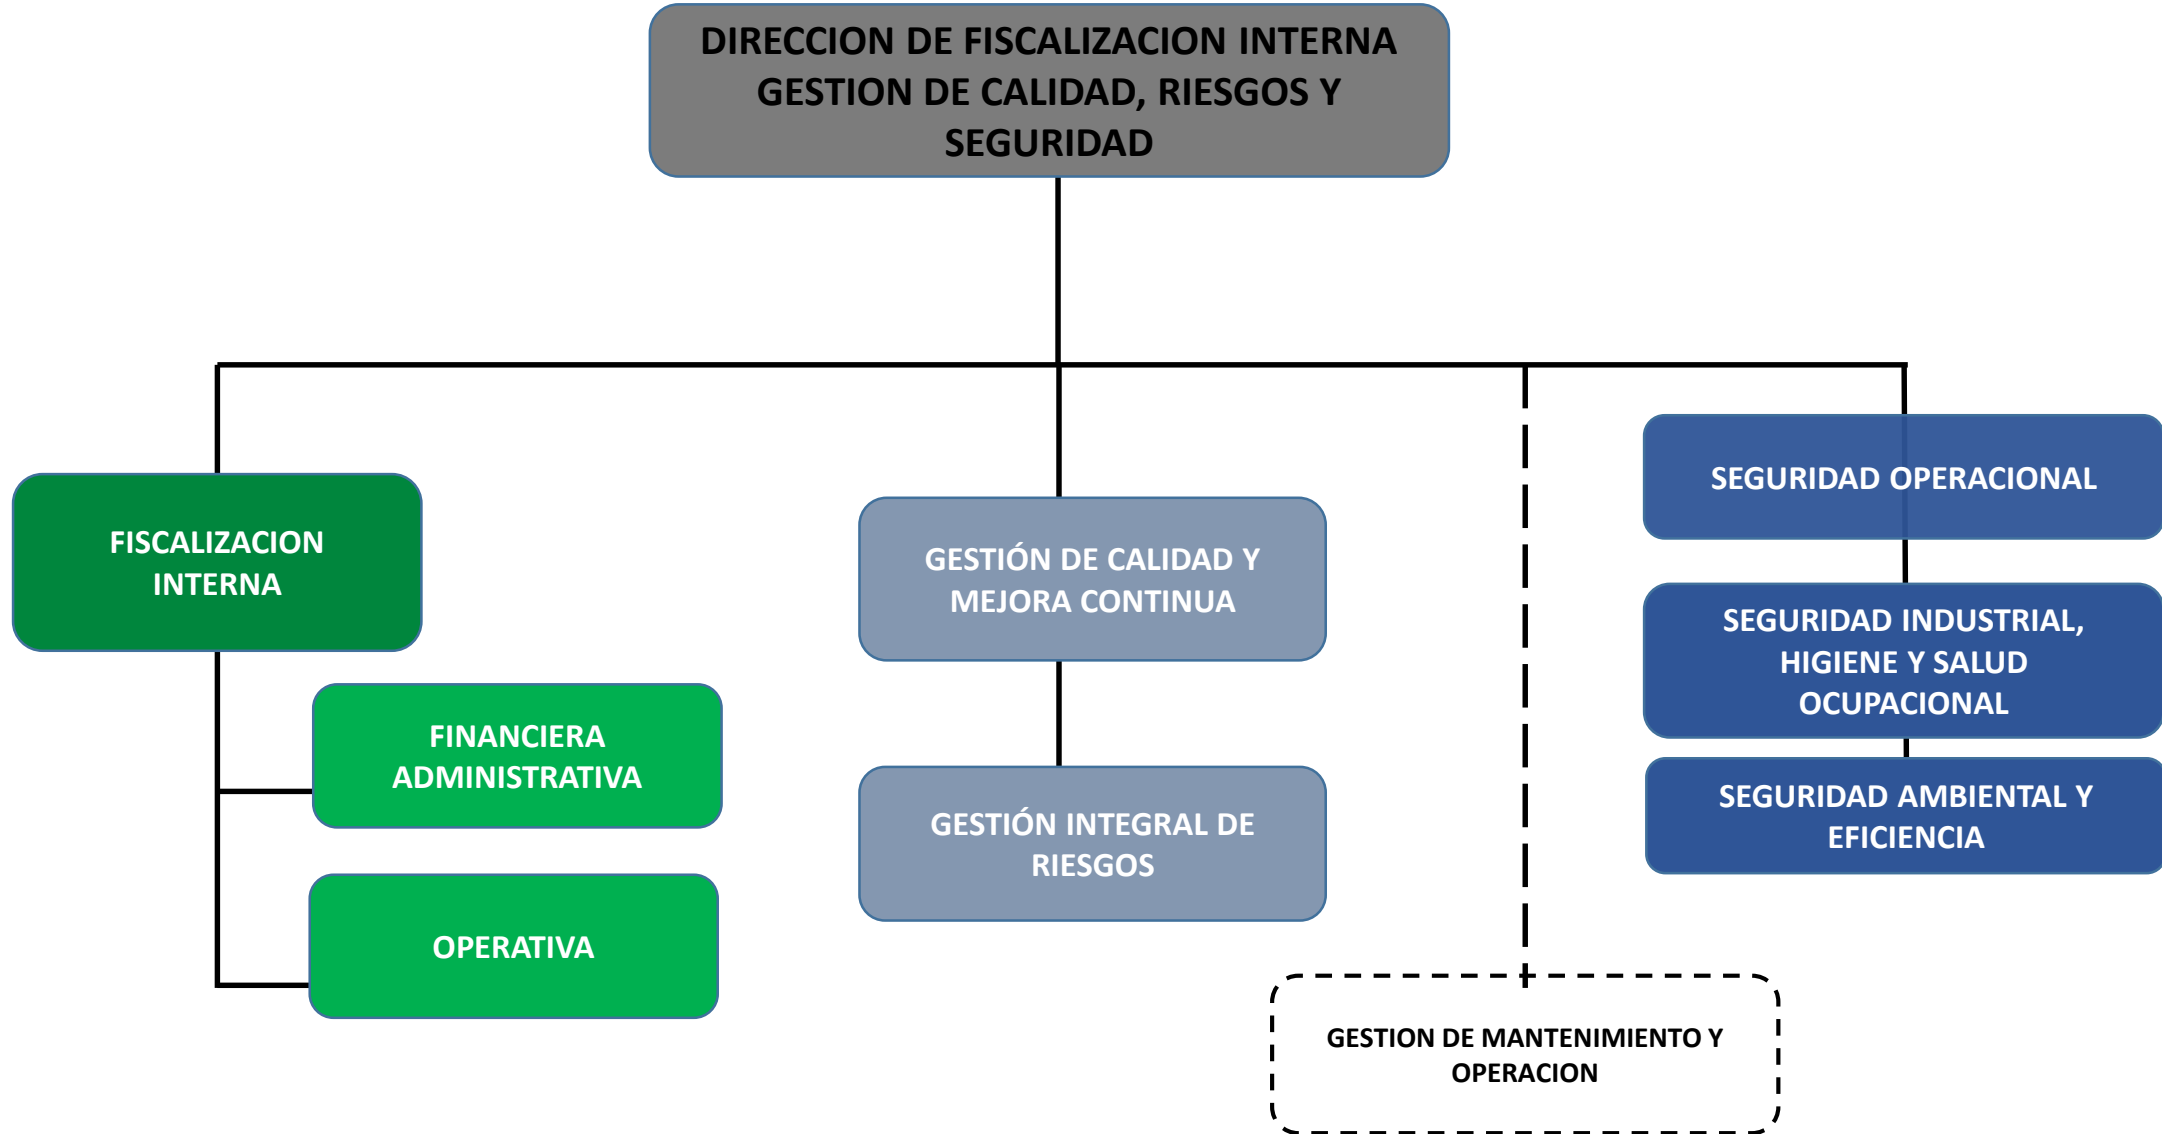 DIRECCION DE FISCALIZACION INTERNA
GESTION DE CALIDAD, RIESGOS Y
SEGURIDAD
FISCALIZACION
INTERNA
FINANCIERA
ADMINISTRATIVA
OPERATIVA
GESTIÓN DE CALIDAD Y
MEJORA CONTINUA
GESTIÓN INTEGRAL DE
RIESGOS
GESTION DE MANTENIMIENTO Y
OPERACION
SEGURIDAD OPERACIONAL
SEGURIDAD INDUSTRIAL,
HIGIENE Y SALUD
OCUPACIONAL
SEGURIDAD AMBIENTAL Y
EFICIENCIA